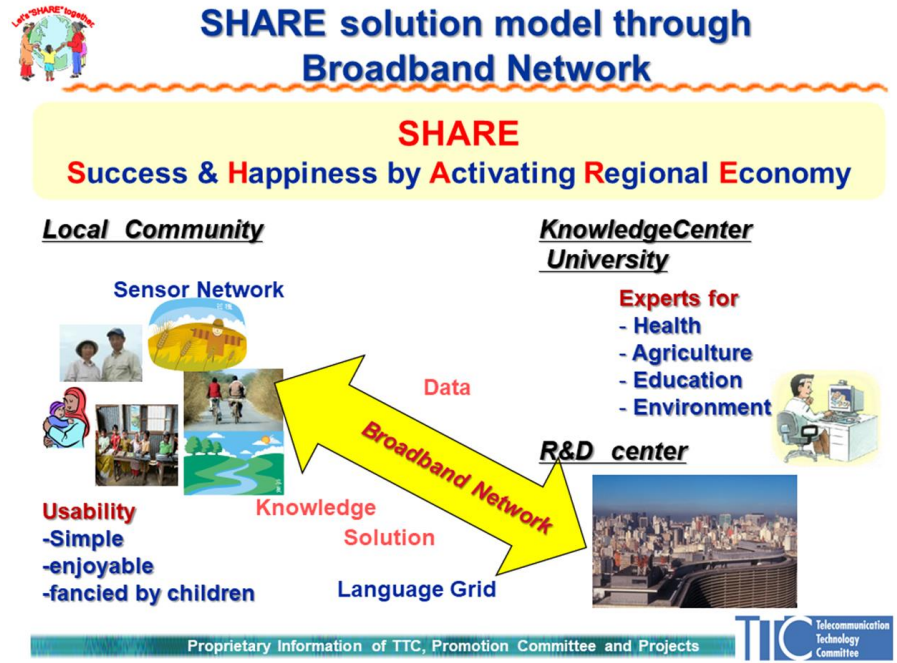 Let's "SHARE" together
SHARE solution model through
Broadband Network
SHARE
Success & Happiness by Activating Regional Economy
Local Community
Sensor Network
Usability
-Simple
-enjoyable
-fancied by children
Data
Broadband Network
Knowledge
Solution
Language Grid
KnowledgeCenter
University
Experts for
- Health
- Agriculture
- Education
- Environment
R&D center
Proprietary Information of TTC, Promotion Committee and Projects
TTC
Telecommunication
Technology
Committee